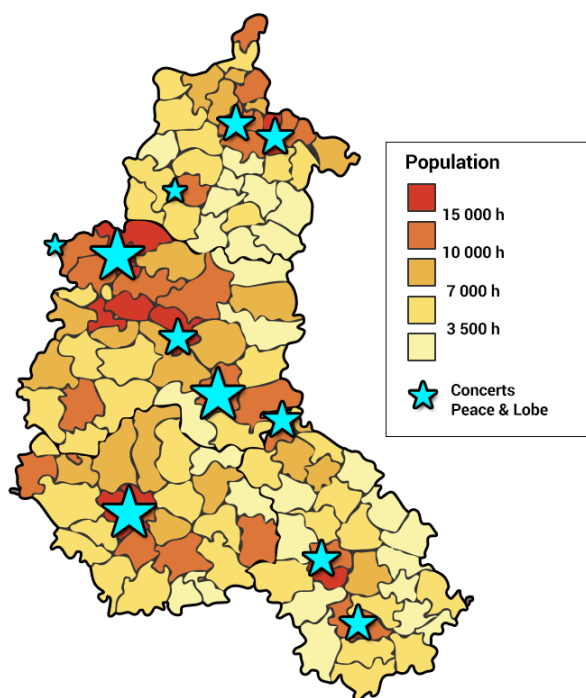 Population
15 000 h
10 000 h
7 000 h
3 500 h
Concerts
Peace & Lobe